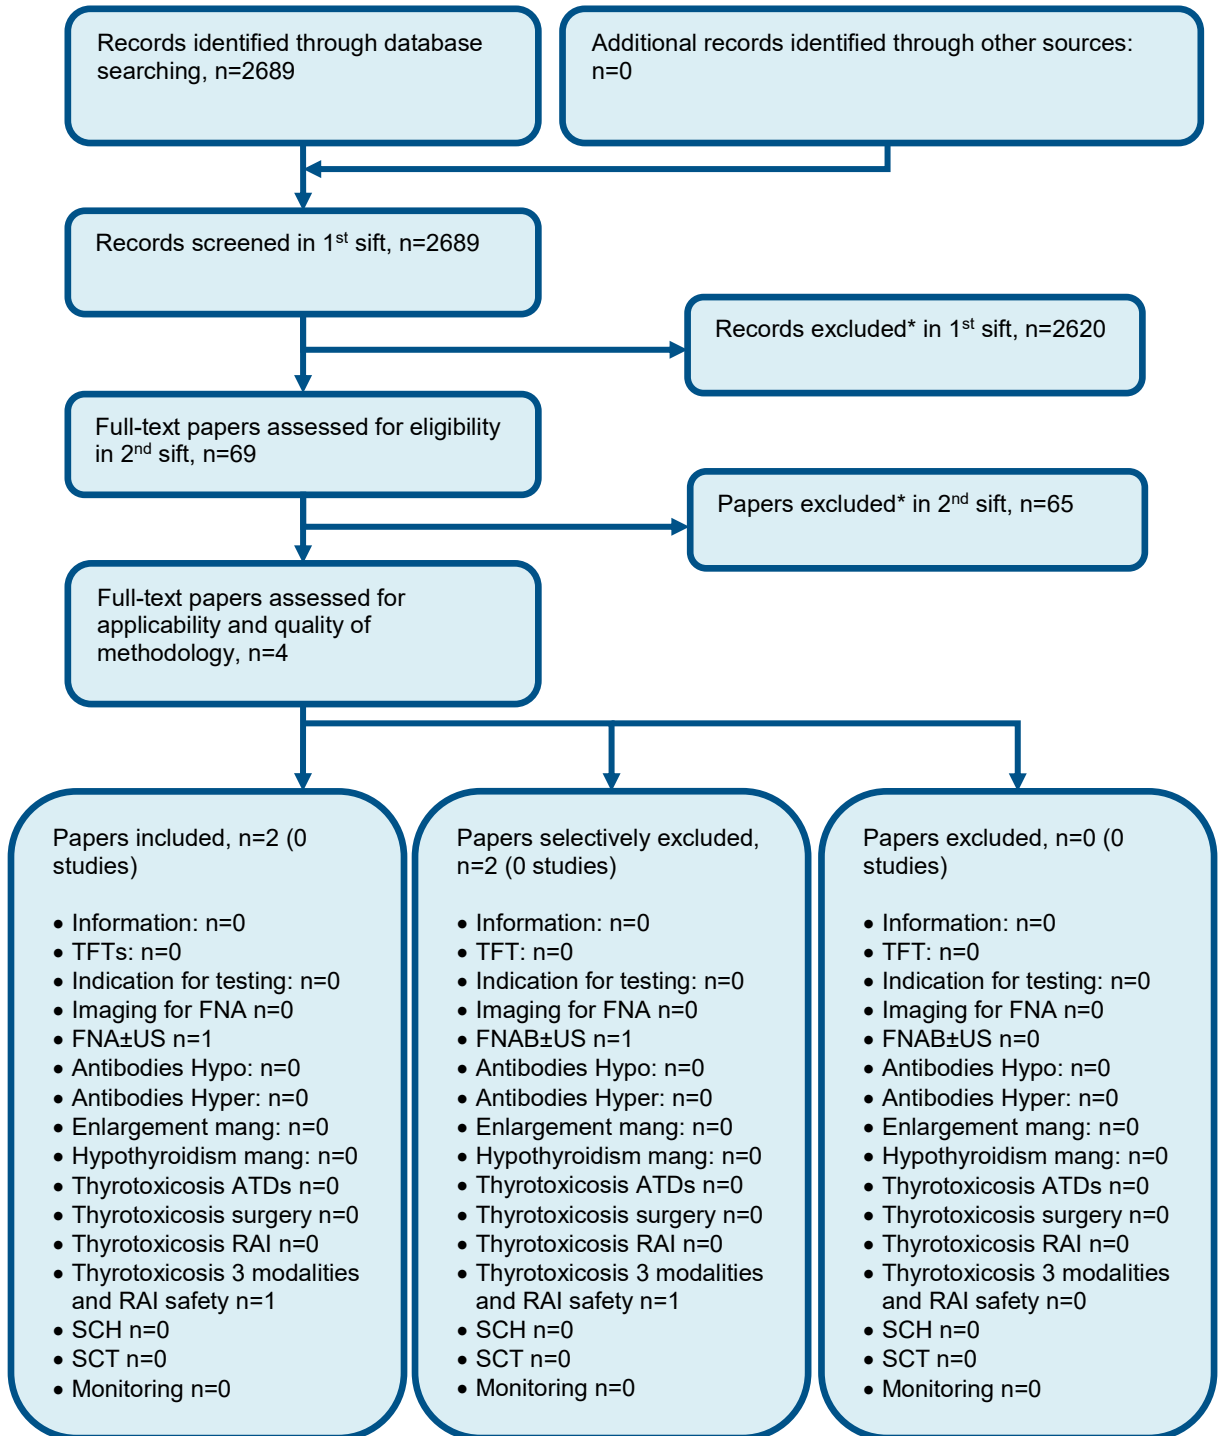 Records identified through database
searching, n=2689
Additional records identified through other sources:
n=0
Records screened in 1st sift, n=2689
Records excluded* in 1st sift, n=2620
Full-text papers assessed for eligibility
in 2nd sift, n=69
Papers excluded* in 2nd sift, n=65
Full-text papers assessed for
applicability and quality of
methodology, n=4
Papers included, n=2 (0
studies)
• Information: n=0
• TFTs: n=0
• Indication for testing: n=0
• Imaging for FNA n=0
• FNA±US n=1
• Antibodies Hypo: n=0
• Antibodies Hyper: n=0
• Enlargement mang: n=0
• Hypothyroidism mang: n=0
• Thyrotoxicosis ATDs n=0
• Thyrotoxicosis surgery n=0
• Thyrotoxicosis RAI n=0
• Thyrotoxicosis 3 modalities
and RAI safety n=1
• SCH n=0
• SCT n=0
• Monitoring n=0
Papers selectively excluded,
n=2 (0 studies)
• Information: n=0
• TFT: n=0
• Indication for testing: n=0
• Imaging for FNA n=0
• FNAB±US n=1
• Antibodies Hypo: n=0
• Antibodies Hyper: n=0
• Enlargement mang: n=0
• Hypothyroidism mang: n=0
• Thyrotoxicosis ATDs n=0
• Thyrotoxicosis surgery n=0
• Thyrotoxicosis RAI n=0
• Thyrotoxicosis 3 modalities
and RAI safety n=1
• SCH n=0
• SCT n=0
• Monitoring n=0
Papers excluded, n=0 (0
studies)
• Information: n=0
• TFT: n=0
• Indication for testing: n=0
• Imaging for FNA n=0
• FNAB±US n=0
• Antibodies Hypo: n=0
• Antibodies Hyper: n=0
• Enlargement mang: n=0
• Hypothyroidism mang: n=0
• Thyrotoxicosis ATDs n=0
• Thyrotoxicosis surgery n=0
• Thyrotoxicosis RAI n=0
• Thyrotoxicosis 3 modalities
and RAI safety n=0
• SCH n=0
• SCT n=0
• Monitoring n=0